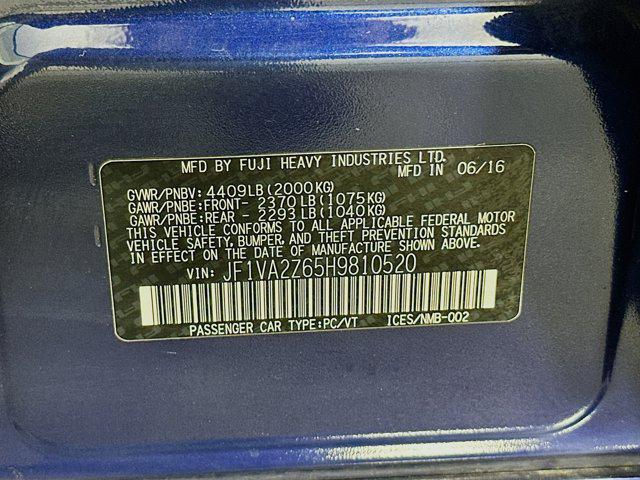 MFD BY FUJI HEAVY INDUSTRIES LTD.
MFD IN 06/16
GVWR/PNBV: 4409LB(2000KG)
GAWR/PNBE:FRONT- 2370LB(1075KG)
GAWR/PNBE:REAR - 2293LB(1040KG)
THIS VEHICLE CONFORMS TO ALL APPLICABLE FEDERAL MOTOR
VEHICLE SAFETY, BUMPER, AND THEFT PREVENTION STANDARDS
IN EFFECT ON THE DATE OF MANUFACTURE SHOWN ABOVE.
VIN: JF1VA2Z65H9810520
PASSENGER CAR TYPE:PC/VT ICES/NMB-002